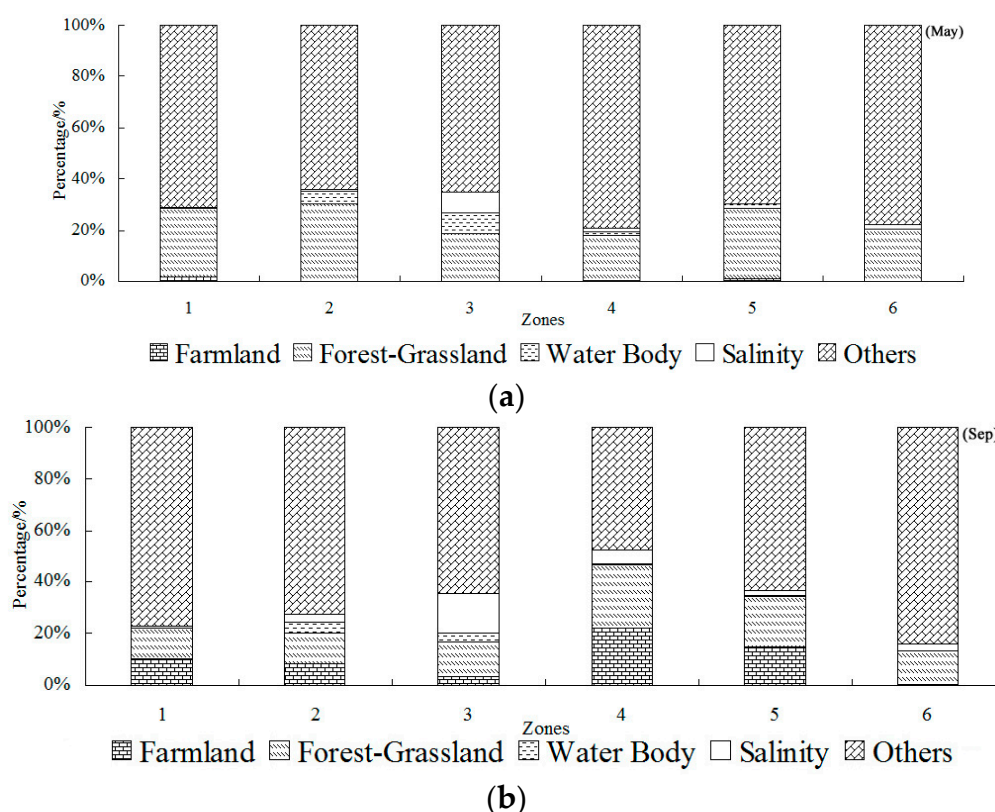 100%
(May)
80%
60%
40%
20%
0%
Percentage/%
1 2 3 4 5 6
Zones
Farmland Forest-Grassland Water Body Salinity Others
(a)
100%
(Sep)
80%
60%
40%
20%
0%
Percentage/%
1 2 3 4 5 6
Zones
Farmland Forest-Grassland Water Body Salinity Others
(b)